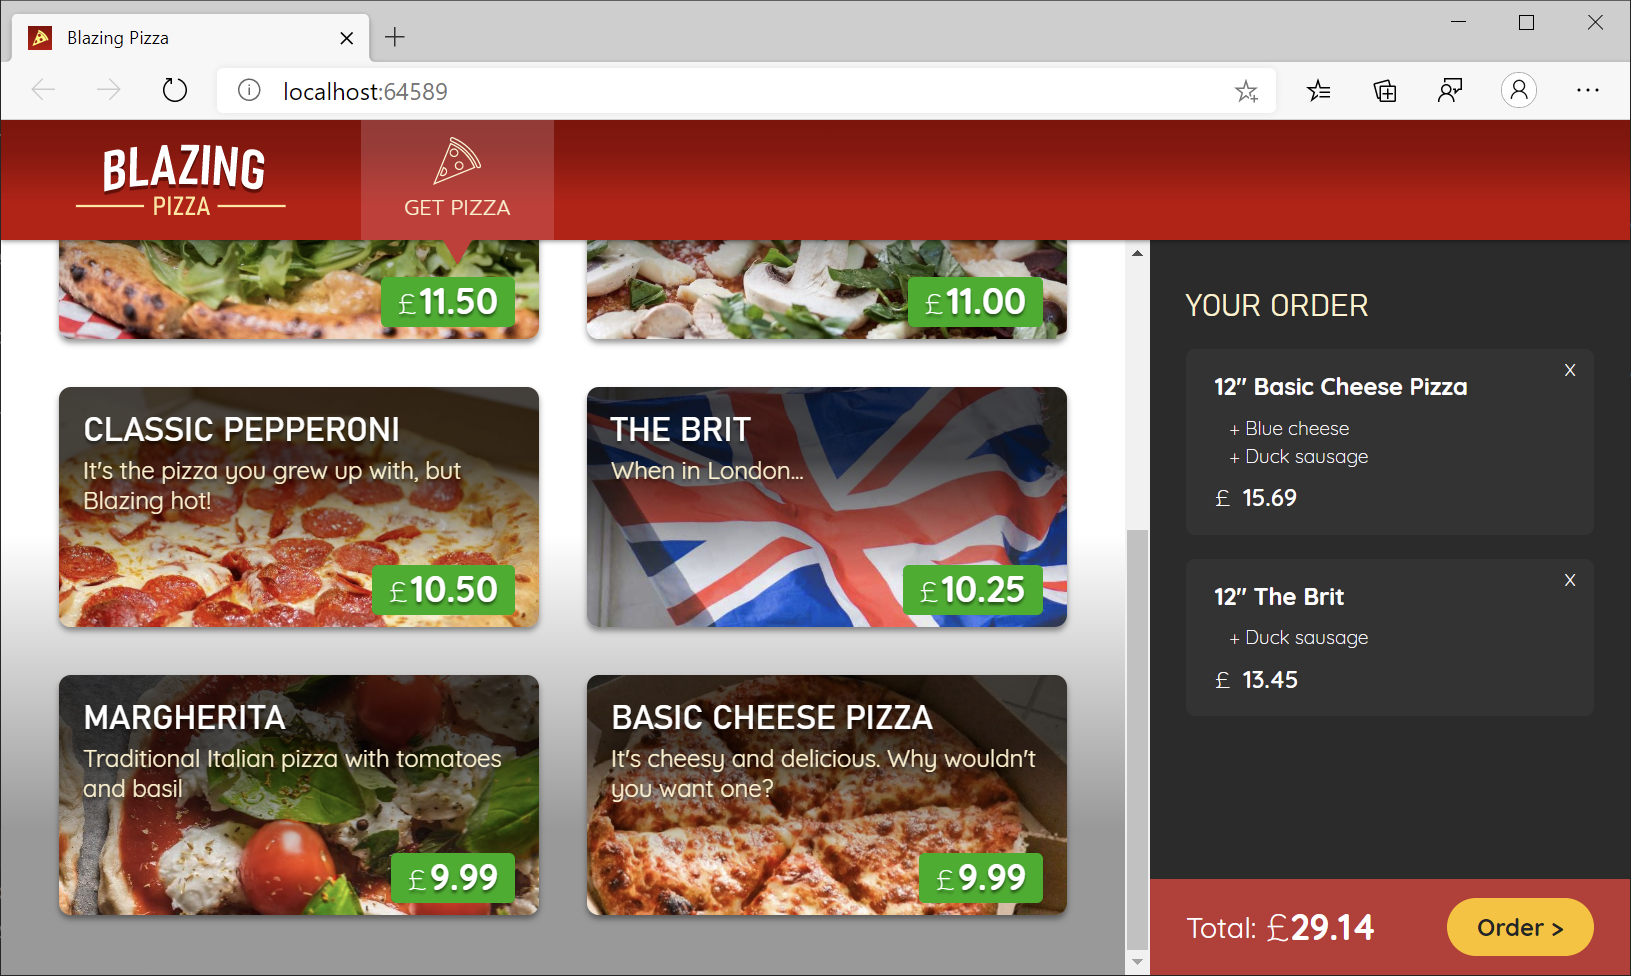 Blazing Pizza
localhost:64589
BLAZING
PIZZA
GET PIZZA
£11.50
£11.00
CLASSIC PEPPERONI
It's the pizza you grew up with, but
Blazing hot!
£10.50
THE BRIT
When in London...
£10.25
MARGHERITA
Traditional Italian pizza with tomatoes
and basil
£9.99
BASIC CHEESE PIZZA
It's cheesy and delicious. Why wouldn't
you want one?
£9.99
YOUR ORDER
12" Basic Cheese Pizza
x
+ Blue cheese
+ Duck sausage
£ 15.69
12" The Brit
x
+ Duck sausage
£ 13.45
Total: £29.14
Order >